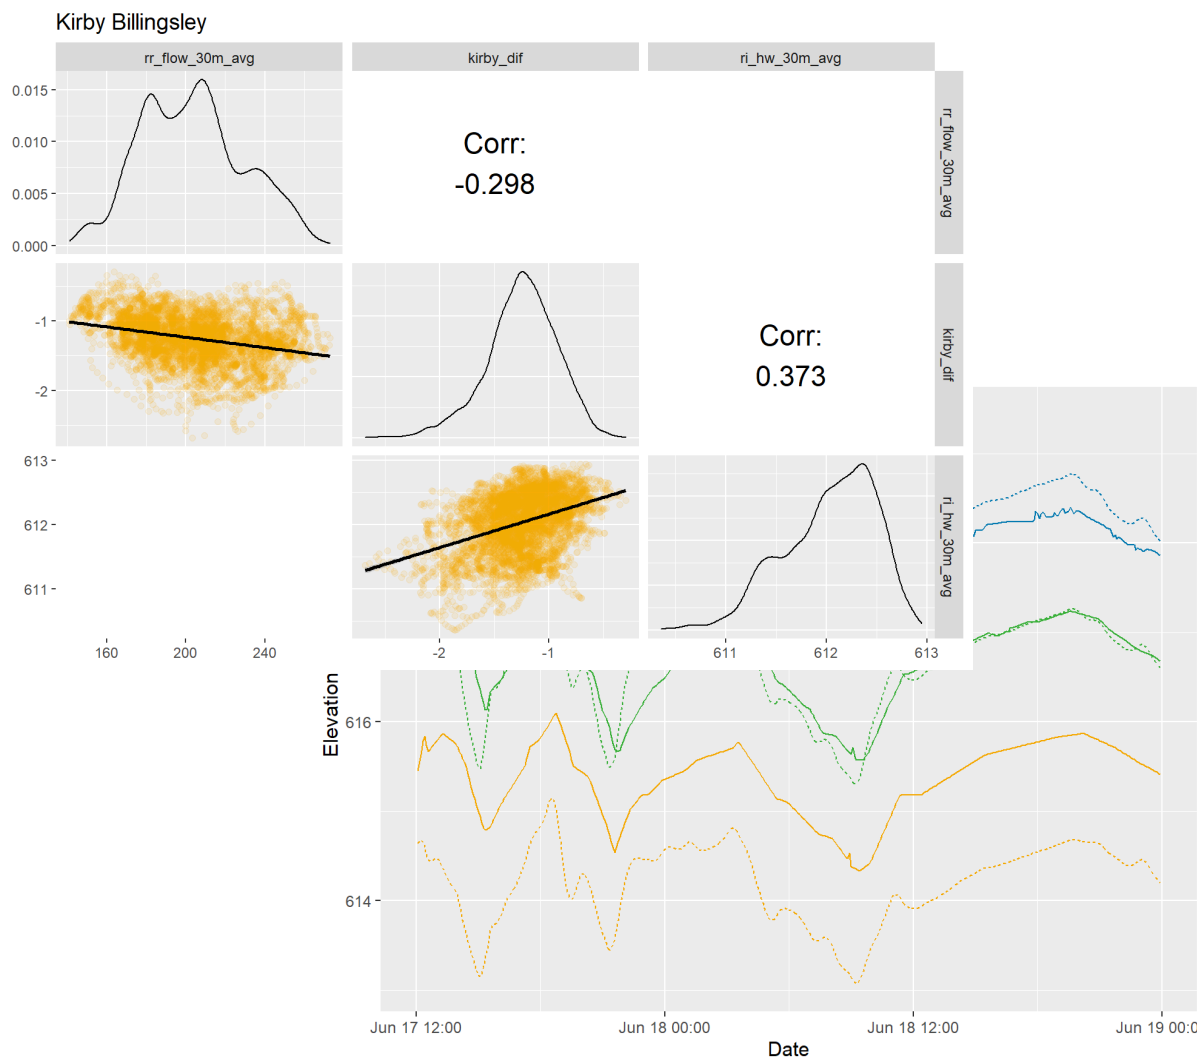 Kirby Billingsley
rr_flow_30m_avg
kirby_dif
ri_hw_30m_avg
0.015
0.010
0.005
0.000
Corr:
-0.298
rr_flow_30m_avg
-1
-2
Corr:
0.373
kirby_dif
613
612
611
ri_hw_30m_avg
160
200
240
-2
-1
611
612
613
Elevation
616
614
Jun 17 12:00
Jun 18 00:00
Jun 18 12:00
Jun 19 00:0
Date